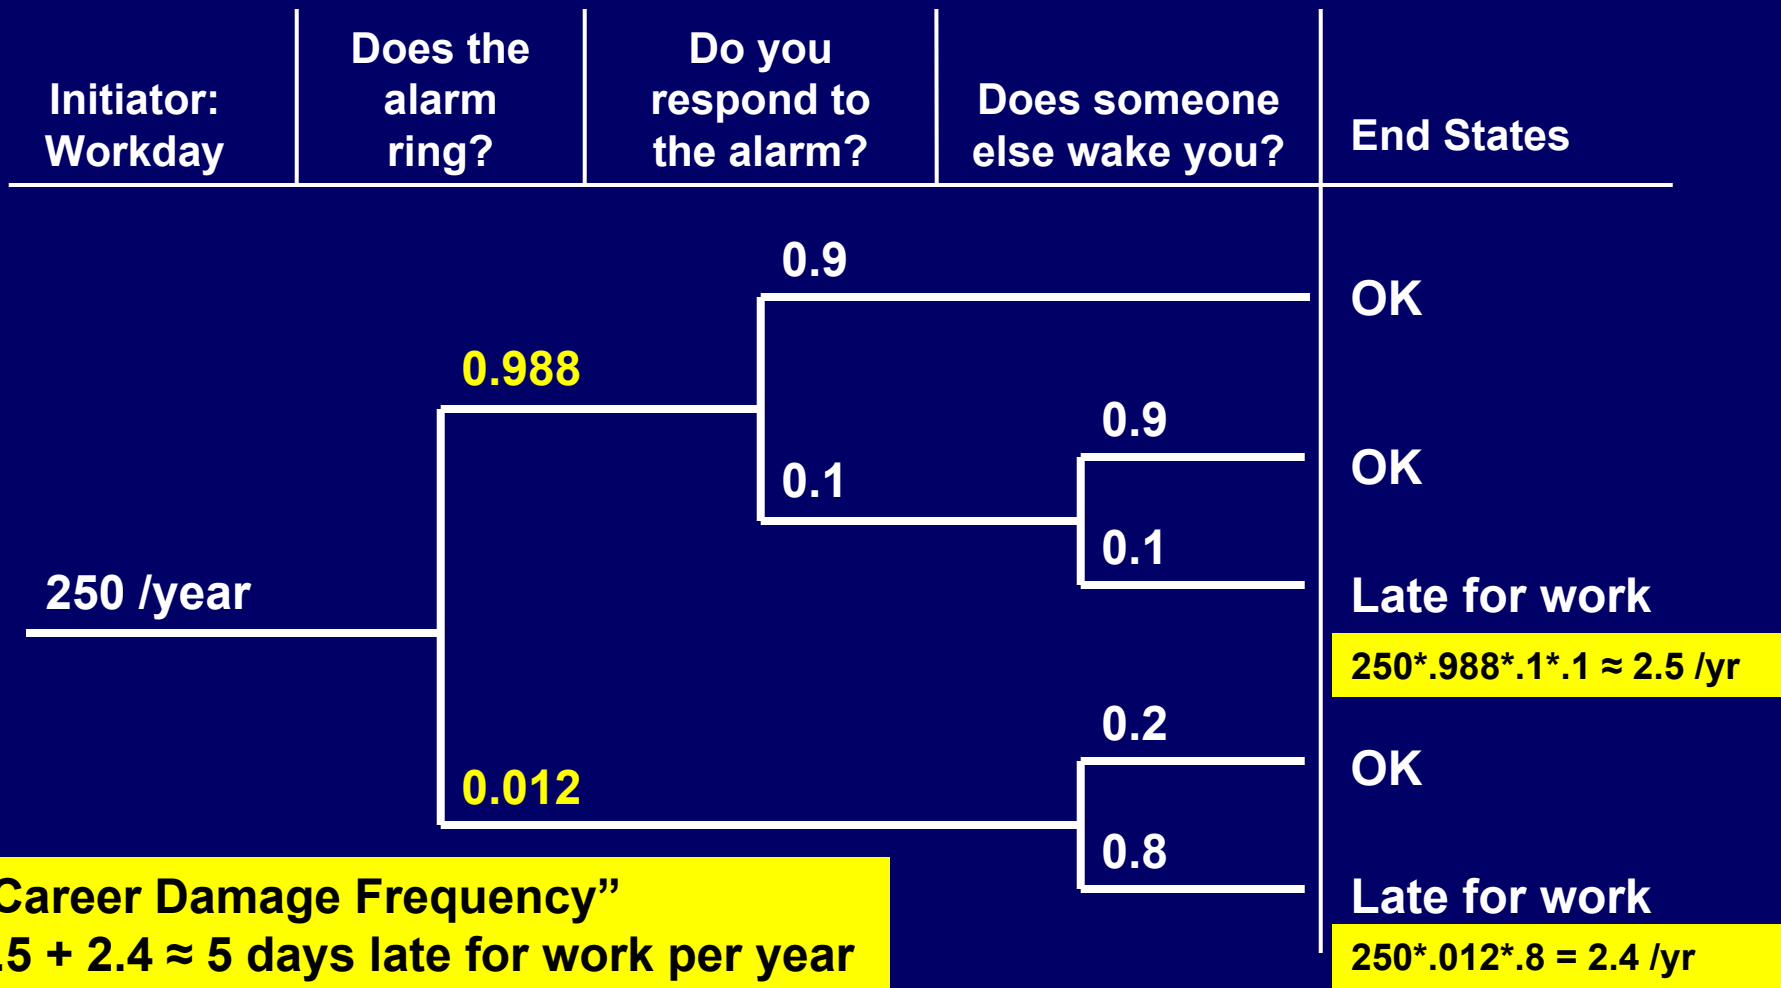 Initiator:
Workday
Does the
alarm
ring?
Do you
respond to
the alarm?
Does someone
else wake you?
End States
0.9
OK
0.988
0.9
OK
0.1
0.1
250 /year
Late for work
250*.988*.1*.1 ≈ 2.5 /yr
0.2
OK
0.012
0.8
Late for work
250*.012*.8 = 2.4 /yr
Career Damage Frequency”
.5 + 2.4 ≈ 5 days late for work per year